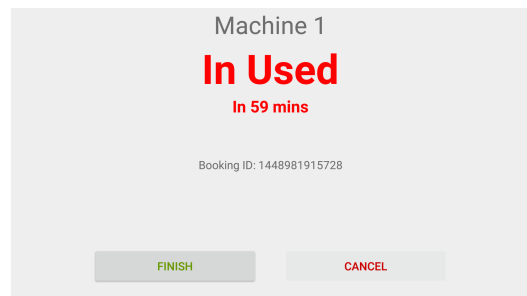 Machine 1
In Used
In 59 mins
Booking ID: 1448981915728
FINISH
CANCEL